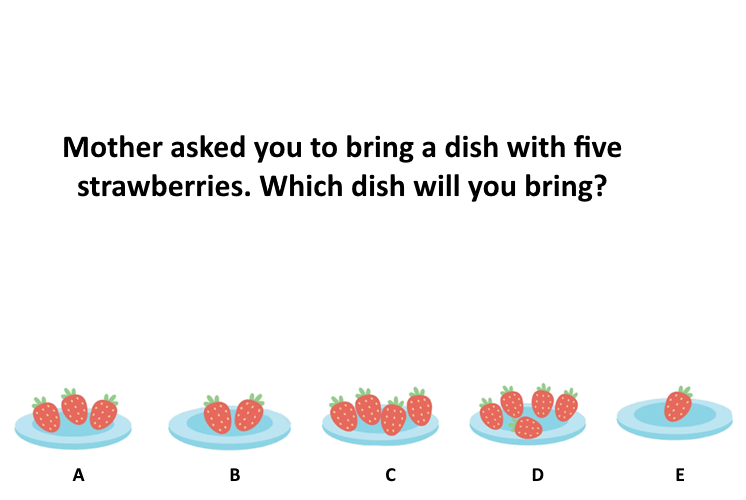 Mother asked you to bring a dish with five
strawberries. Which dish will you bring?
A B C D E